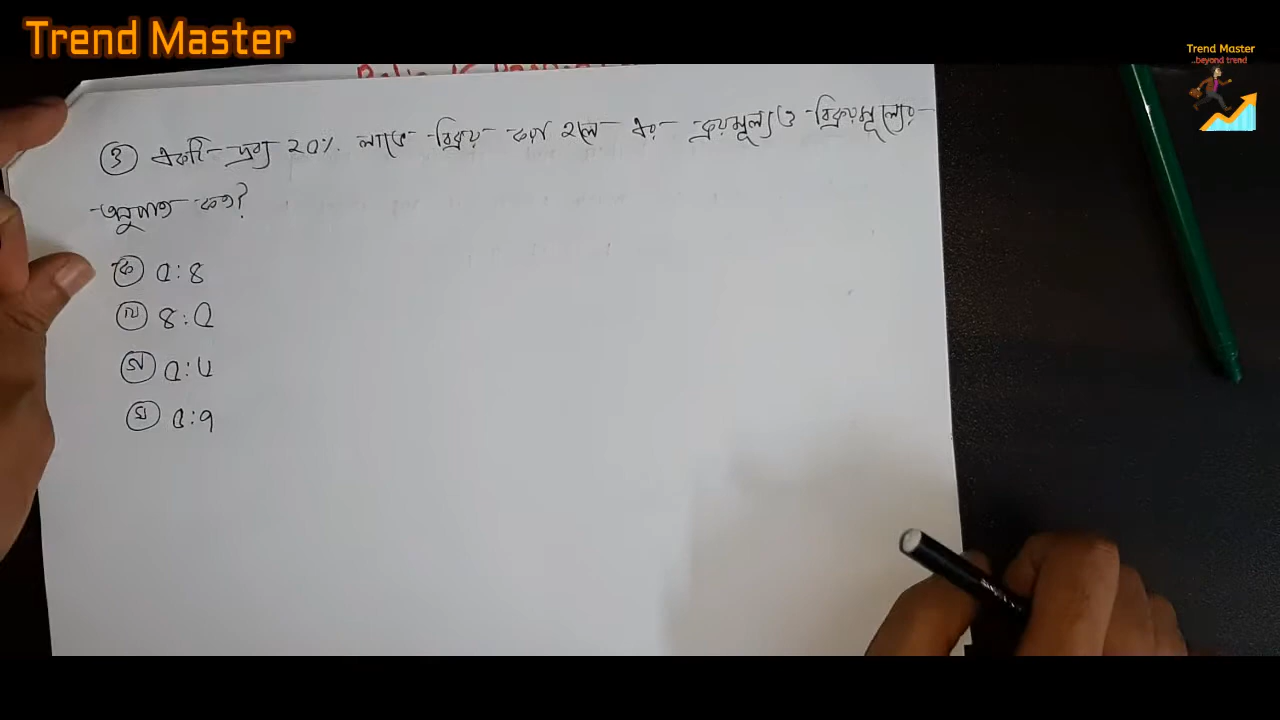 Trend Master
Trend Master
..beyond trend
৩ একটি দ্রব্য ২০% লাভে বিক্রয় করা হলে এর ক্রয়মূল্য ও বিক্রয়মূল্যের
অনুপাত কত?
ক ৫:৪
খ ৪:৫
গ ৫:৬
ঘ ৫:৭